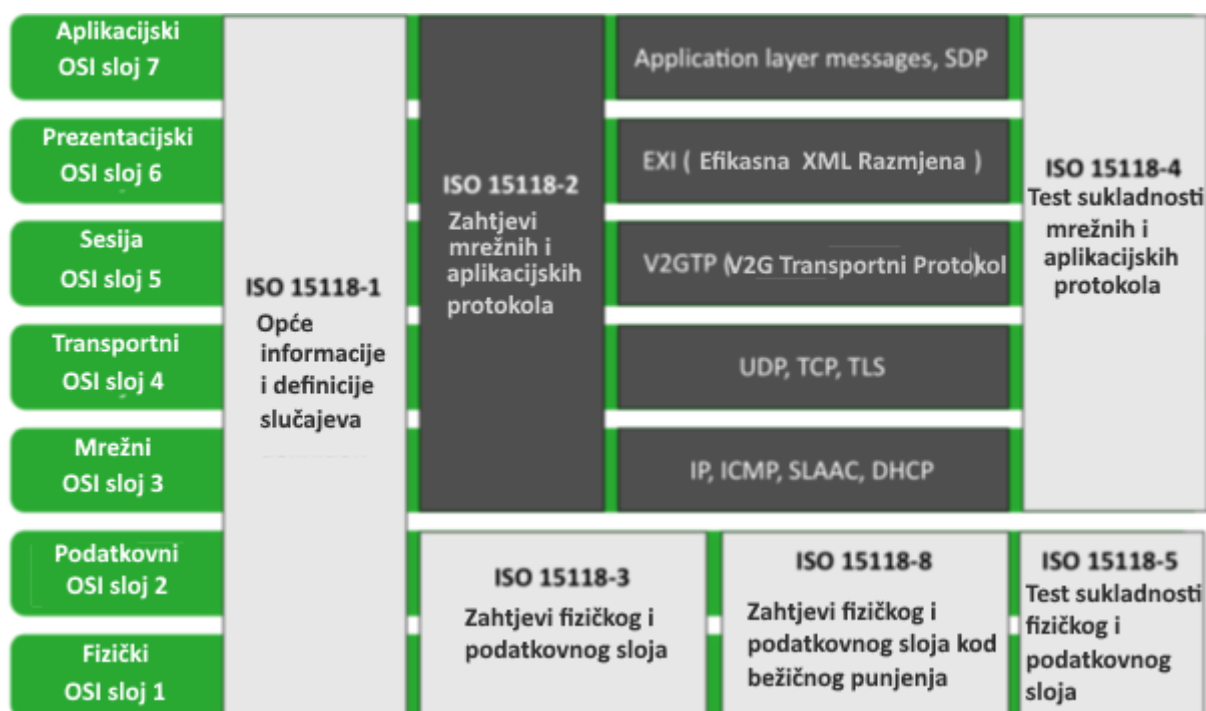 Aplikacijski
OSI sloj 7
Prezentacijski
OSI sloj 6
Sesija
OSI sloj 5
Transportni
OSI sloj 4
Mrežni
OSI sloj 3
Podatkovni
OSI sloj 2
Fizički
OSI sloj 1
ISO 15118-1
Opće
informacije
i definicije
slučajeva
ISO 15118-2
Zahtjevi
mrežnih i
aplikacijskih
protokola
Application layer messages, SDP
EXI ( Efikasna XML Razmjena )
V2GTP (V2G Transportni Protokol)
UDP, TCP, TLS
IP, ICMP, SLAAC, DHCP
ISO 15118-4
Test sukladnosti
mrežnih i
aplikacijskih
protokola
ISO 15118-3
Zahtjevi fizičkog i
podatkovnog sloja
ISO 15118-8
Zahtjevi fizičkog i
podatkovnog sloja kod
bežičnog punjenja
ISO 15118-5
Test sukladnosti
fizičkog i
podatkovnog
sloja